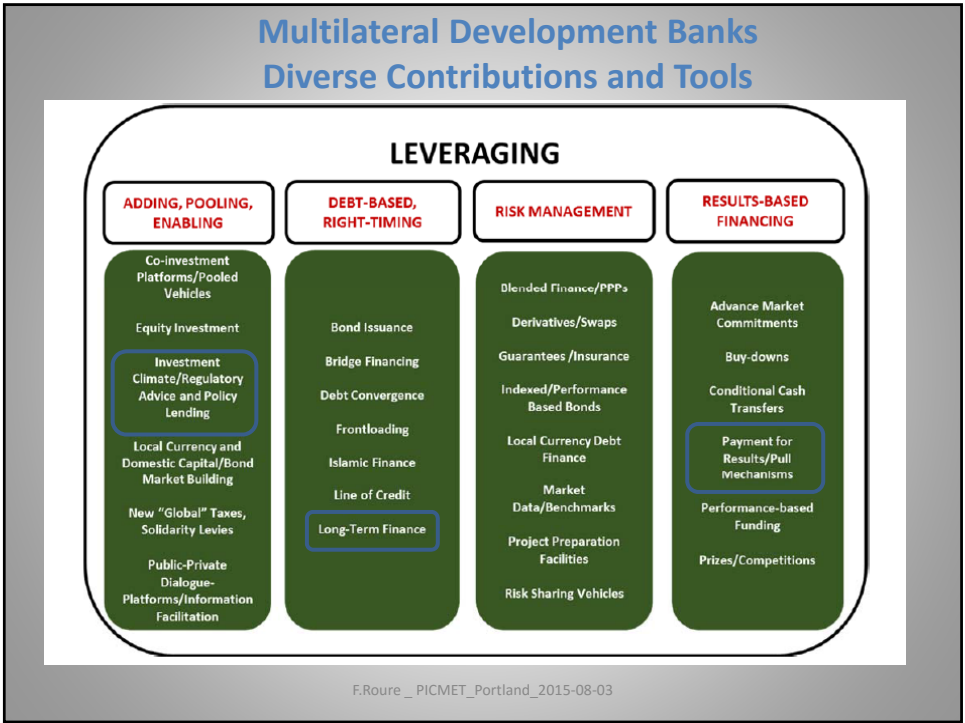 Multilateral Development Banks
Diverse Contributions and Tools
LEVERAGING
ADDING, POOLING,
ENABLING
Co-investment
Platforms/Pooled
Vehicles
Equity Investment
Investment
Climate/Regulatory
Advice and Policy
Lending
Local Currency and
Domestic Capital/Bond
Market Building
New "Global" Taxes,
Solidarity Levies
Public-Private
Dialogue-
Platforms/Information
Facilitation
DEBT-BASED,
RIGHT-TIMING
Bond Issuance
Bridge Financing
Debt Convergence
Frontloading
Islamic Finance
Line of Credit
Long-Term Finance
RISK MANAGEMENT
Blended Finance/PPPs
Derivatives/Swaps
Guarantees /Insurance
Indexed/Performance
Based Bonds
Local Currency Debt
Finance
Market
Data/Benchmarks
Project Preparation
Facilities
Risk Sharing Vehicles
RESULTS-BASED
FINANCING
Advance Market
Commitments
Buy-downs
Conditional Cash
Transfers
Payment for
Results/Pull
Mechanisms
Performance-based
Funding
Prizes/Competitions
F.Roure _ PICMET_Portland_2015-08-03